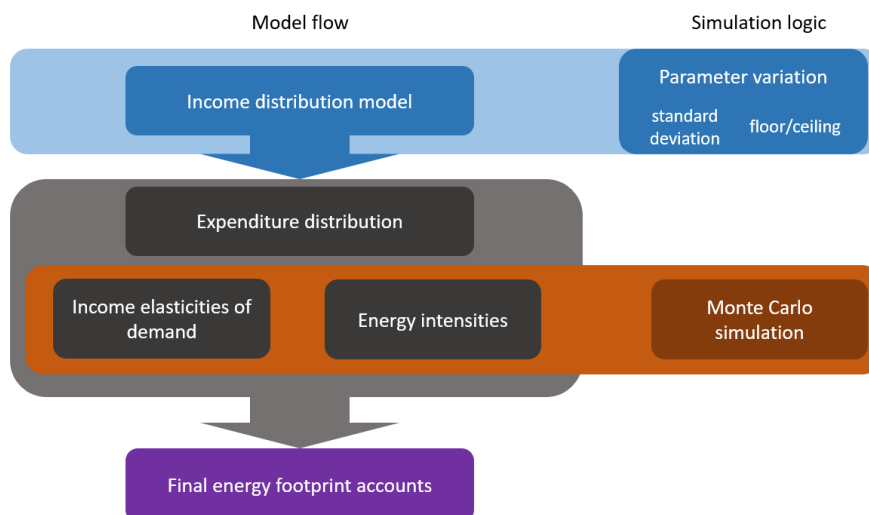 Model flow
Simulation logic
Income distribution model
Parameter variation
standard
deviation
floor/ceiling
Expenditure distribution
Income elasticities of
demand
Energy intensities
Monte Carlo
simulation
Final energy footprint accounts